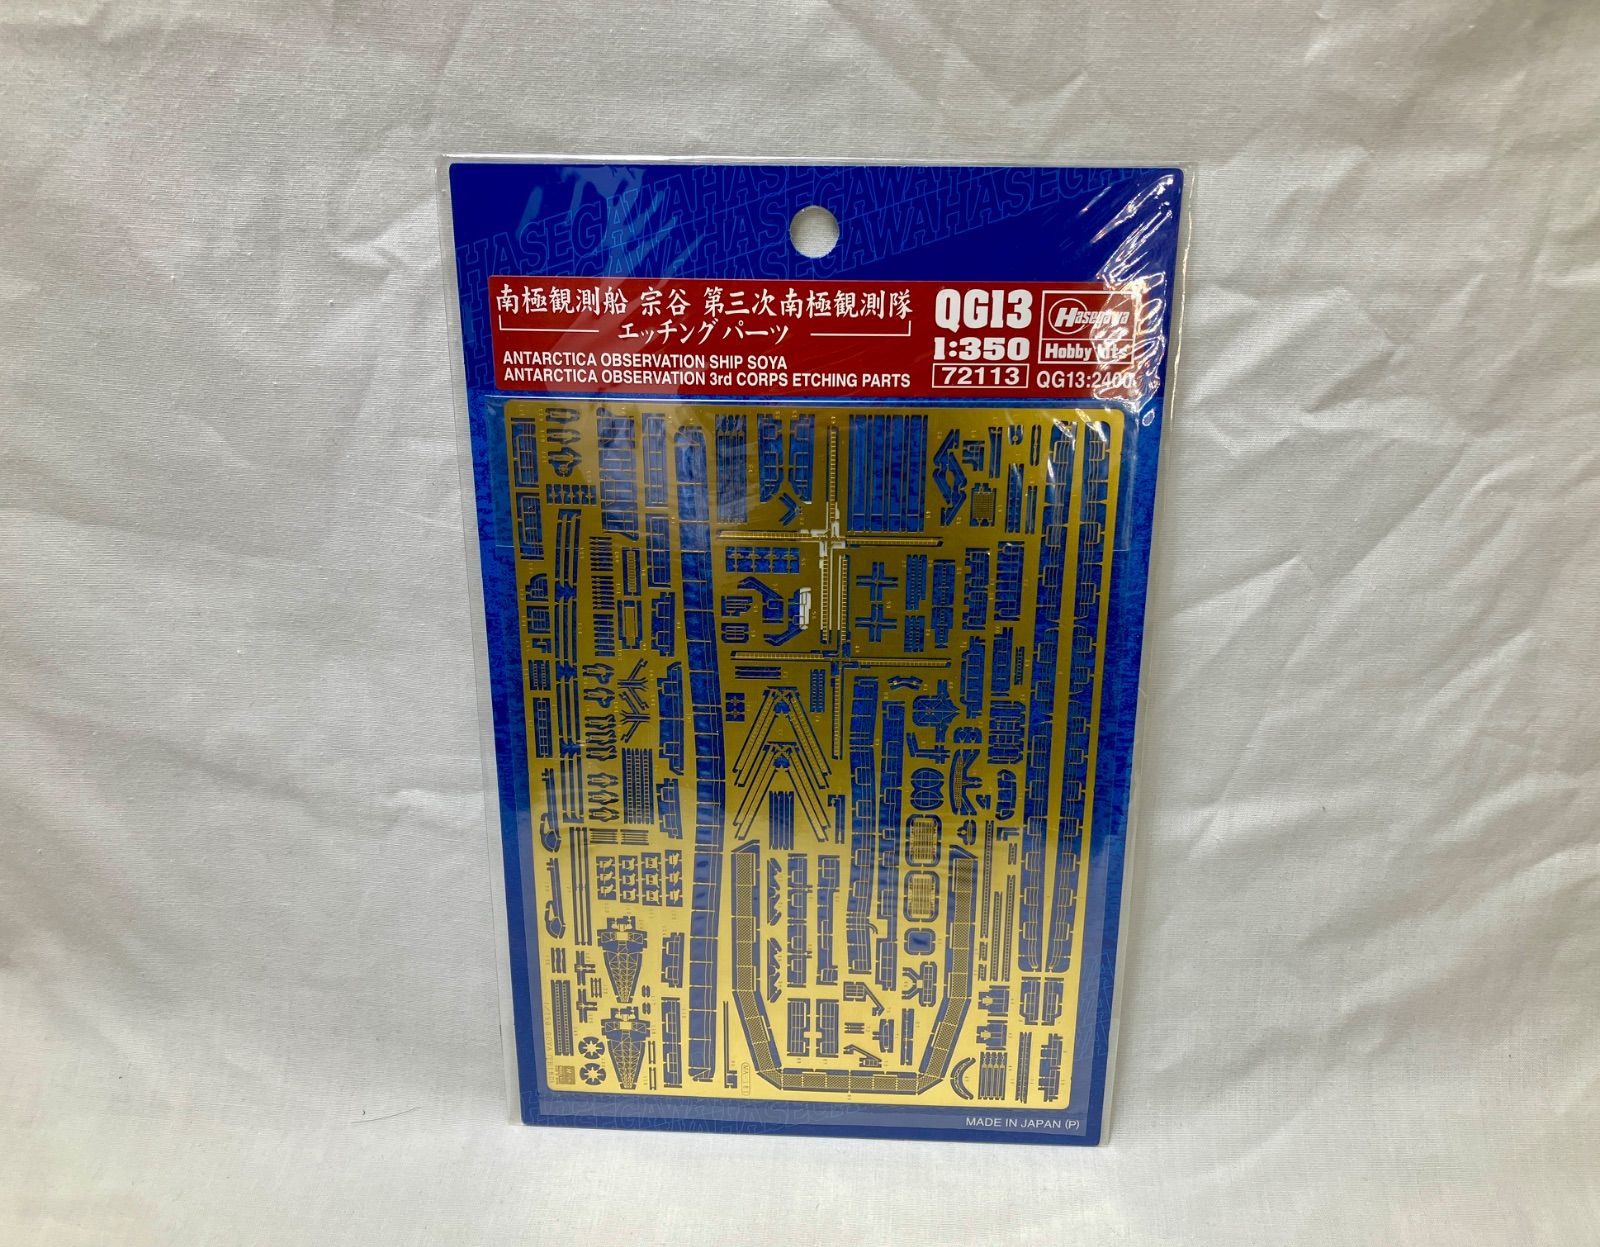 HASEGAWAHASEGAWAHASEGAWA
南極観測船 宗谷 第三次南極観測隊
エッチングパーツ
ANTARCTICA OBSERVATION SHIP SOYA
ANTARCTICA OBSERVATION 3rd CORPS ETCHING PARTS
QG13
1:350
72113
Hasegawa
Hobby kits
QG13:2400
MADE IN JAPAN (P)